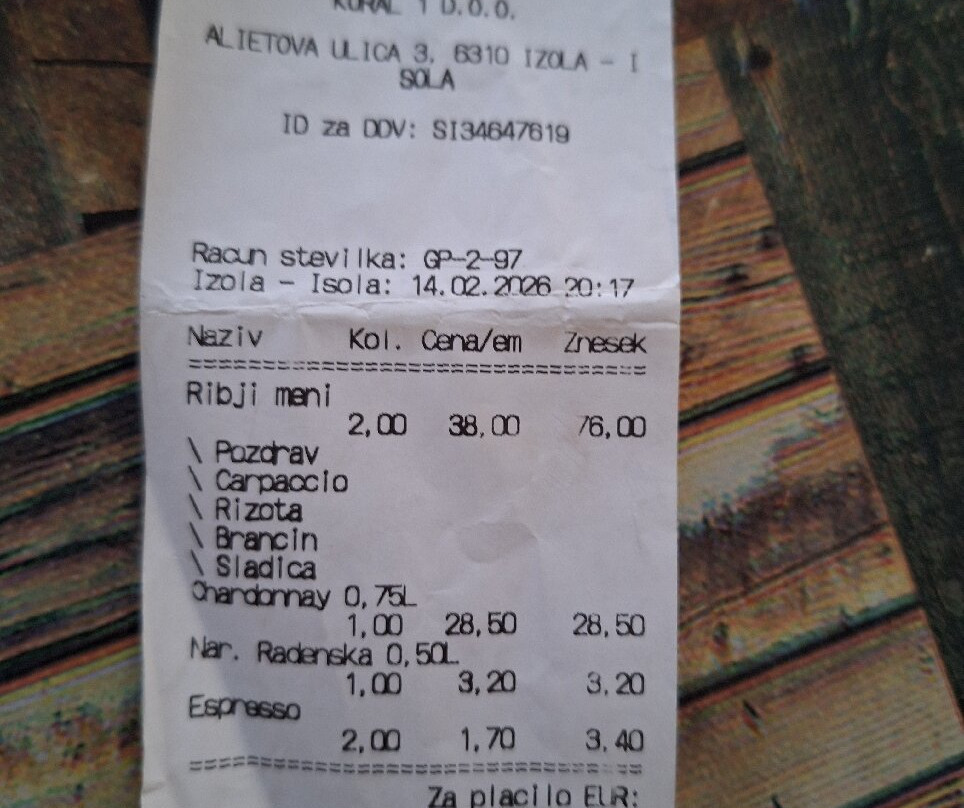 KORAL 1 D.O.O.
ALIETOVA ULICA 3, 6310 IZOLA - I
SOLA
ID za DDV: SI34647619
Racun stevilka: GP-2-97
Izola - Isola: 14.02.2026 20:17
Naziv Kol. Cena/em Znesek
================================================
Ribji meni
2,00 38,00 76,00
\ Pozdrav
\ Carpaccio
\ Rizota
\ Brancin
\ Sladica
Chardonnay 0,75L
1,00 28,50 28,50
Nar. Radenska 0,50L
1,00 3,20 3,20
Espresso
2,00 1,70 3,40
================================================
Za placilo EUR: